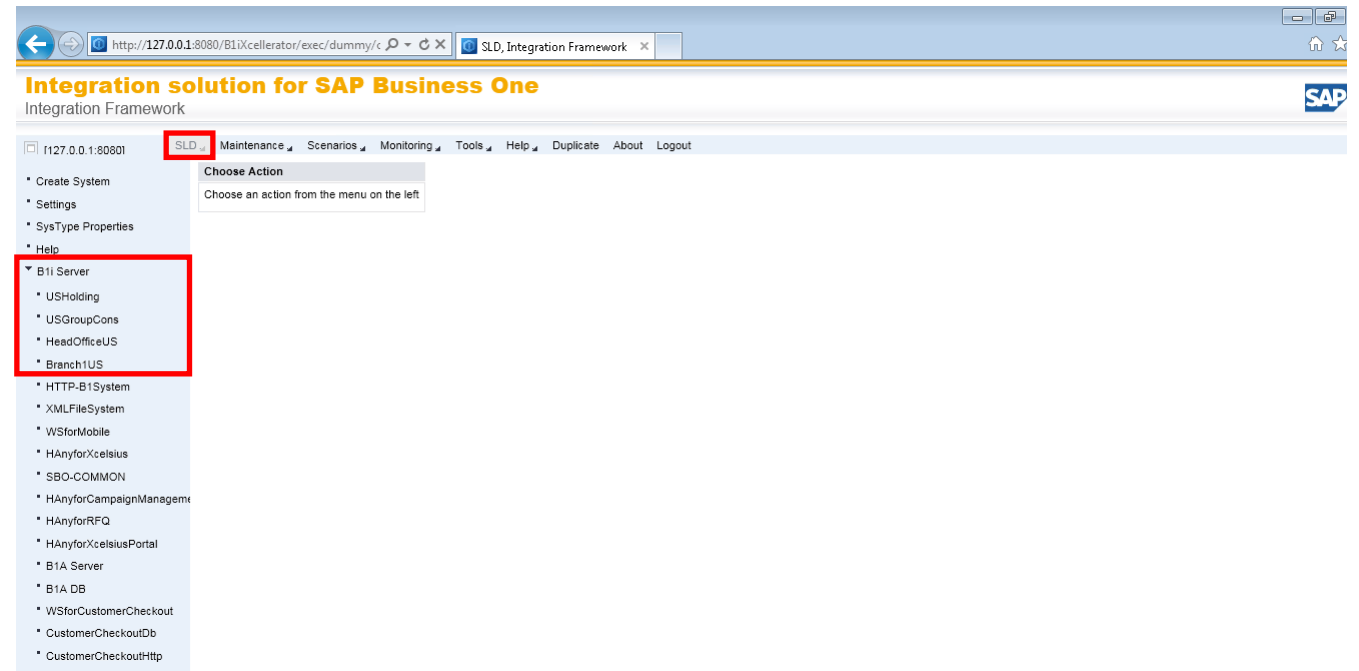 http://127.0.0.1:8080/B1iXcellerator/exec/dummy/c
SLD, Integration Framework
Integration solution for SAP Business One
Integration Framework
SAP
[127.0.0.1:8080]
SLD Maintenance Scenarios Monitoring Tools Help Duplicate About Logout
Choose Action
Choose an action from the menu on the left
Create System
Settings
SysType Properties
Help
B1i Server
USHolding
USGroupCons
HeadOfficeUS
Branch1US
HTTP-B1System
XMLFileSystem
WSforMobile
HAnyforXcelsius
SBO-COMMON
HAnyforCampaignManageme
HAnyforRFQ
HAnyforXcelsiusPortal
B1A Server
B1A DB
WSforCustomerCheckout
CustomerCheckoutDb
CustomerCheckoutHttp